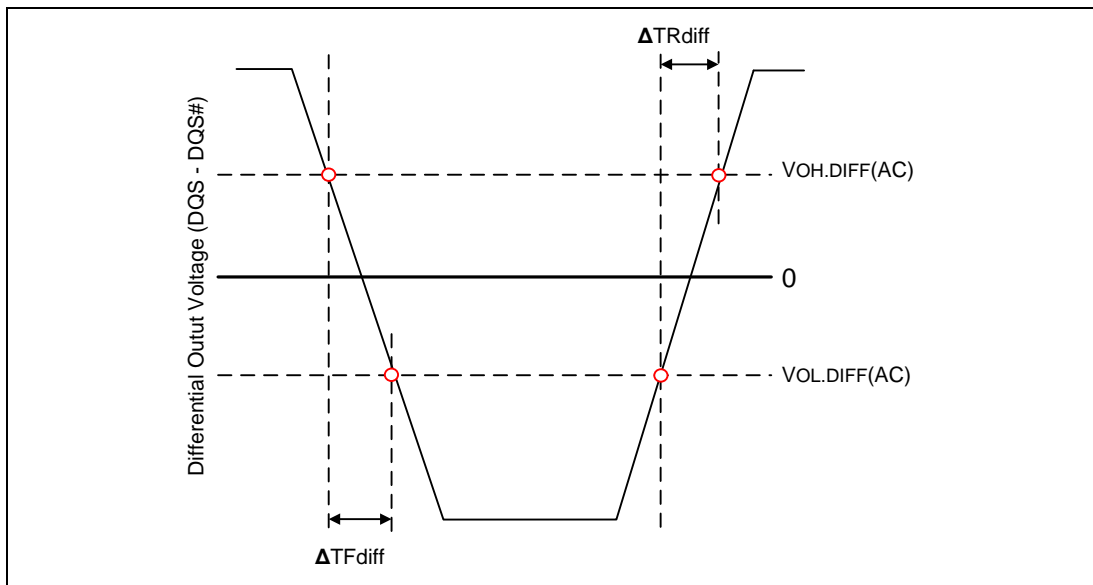 ΔTRdiff
Differential Outut Voltage (DQS - DQS#)
VOH.DIFF(AC)
0
VOL.DIFF(AC)
ΔTFdiff